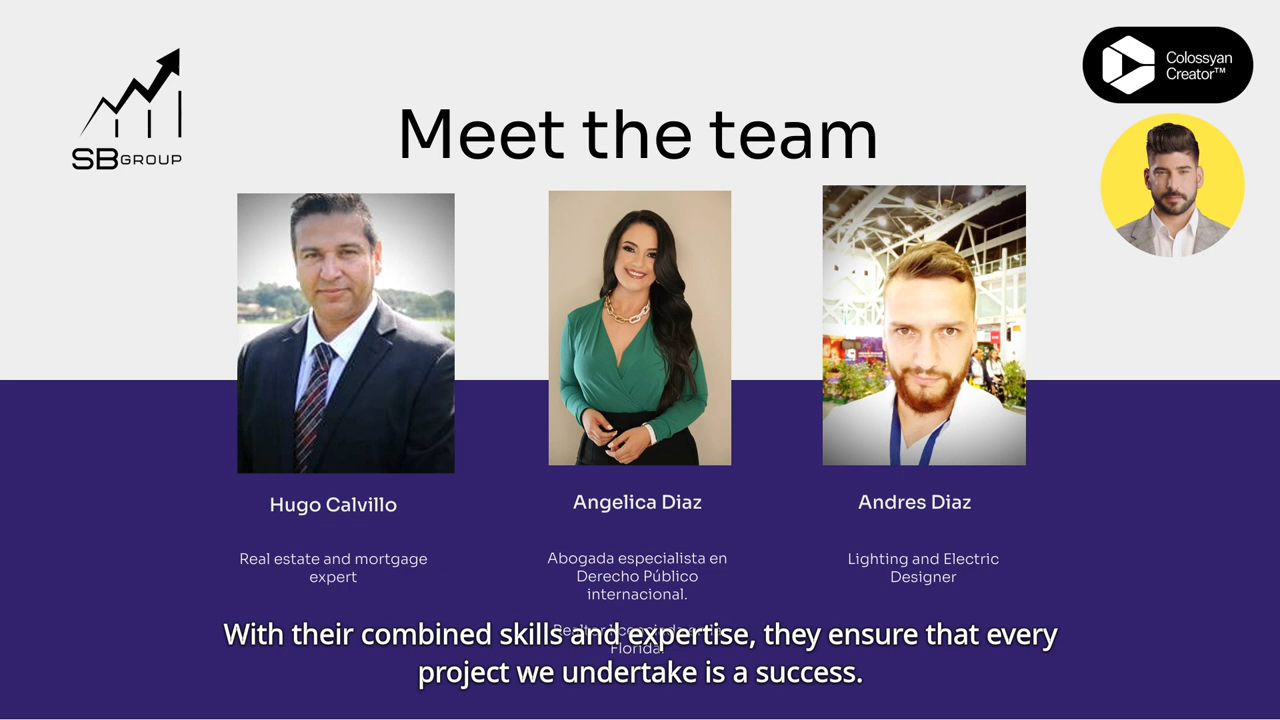 Colossyan
Creator™
SBGROUP
Meet the team
Hugo Calvillo
Real estate and mortgage
expert
Angelica Diaz
Abogada especialista en
Derecho Público
internacional.
Florida.
Andres Diaz
Lighting and Electric
Designer
With their combined skills and expertise, they ensure that every
project we undertake is a success.